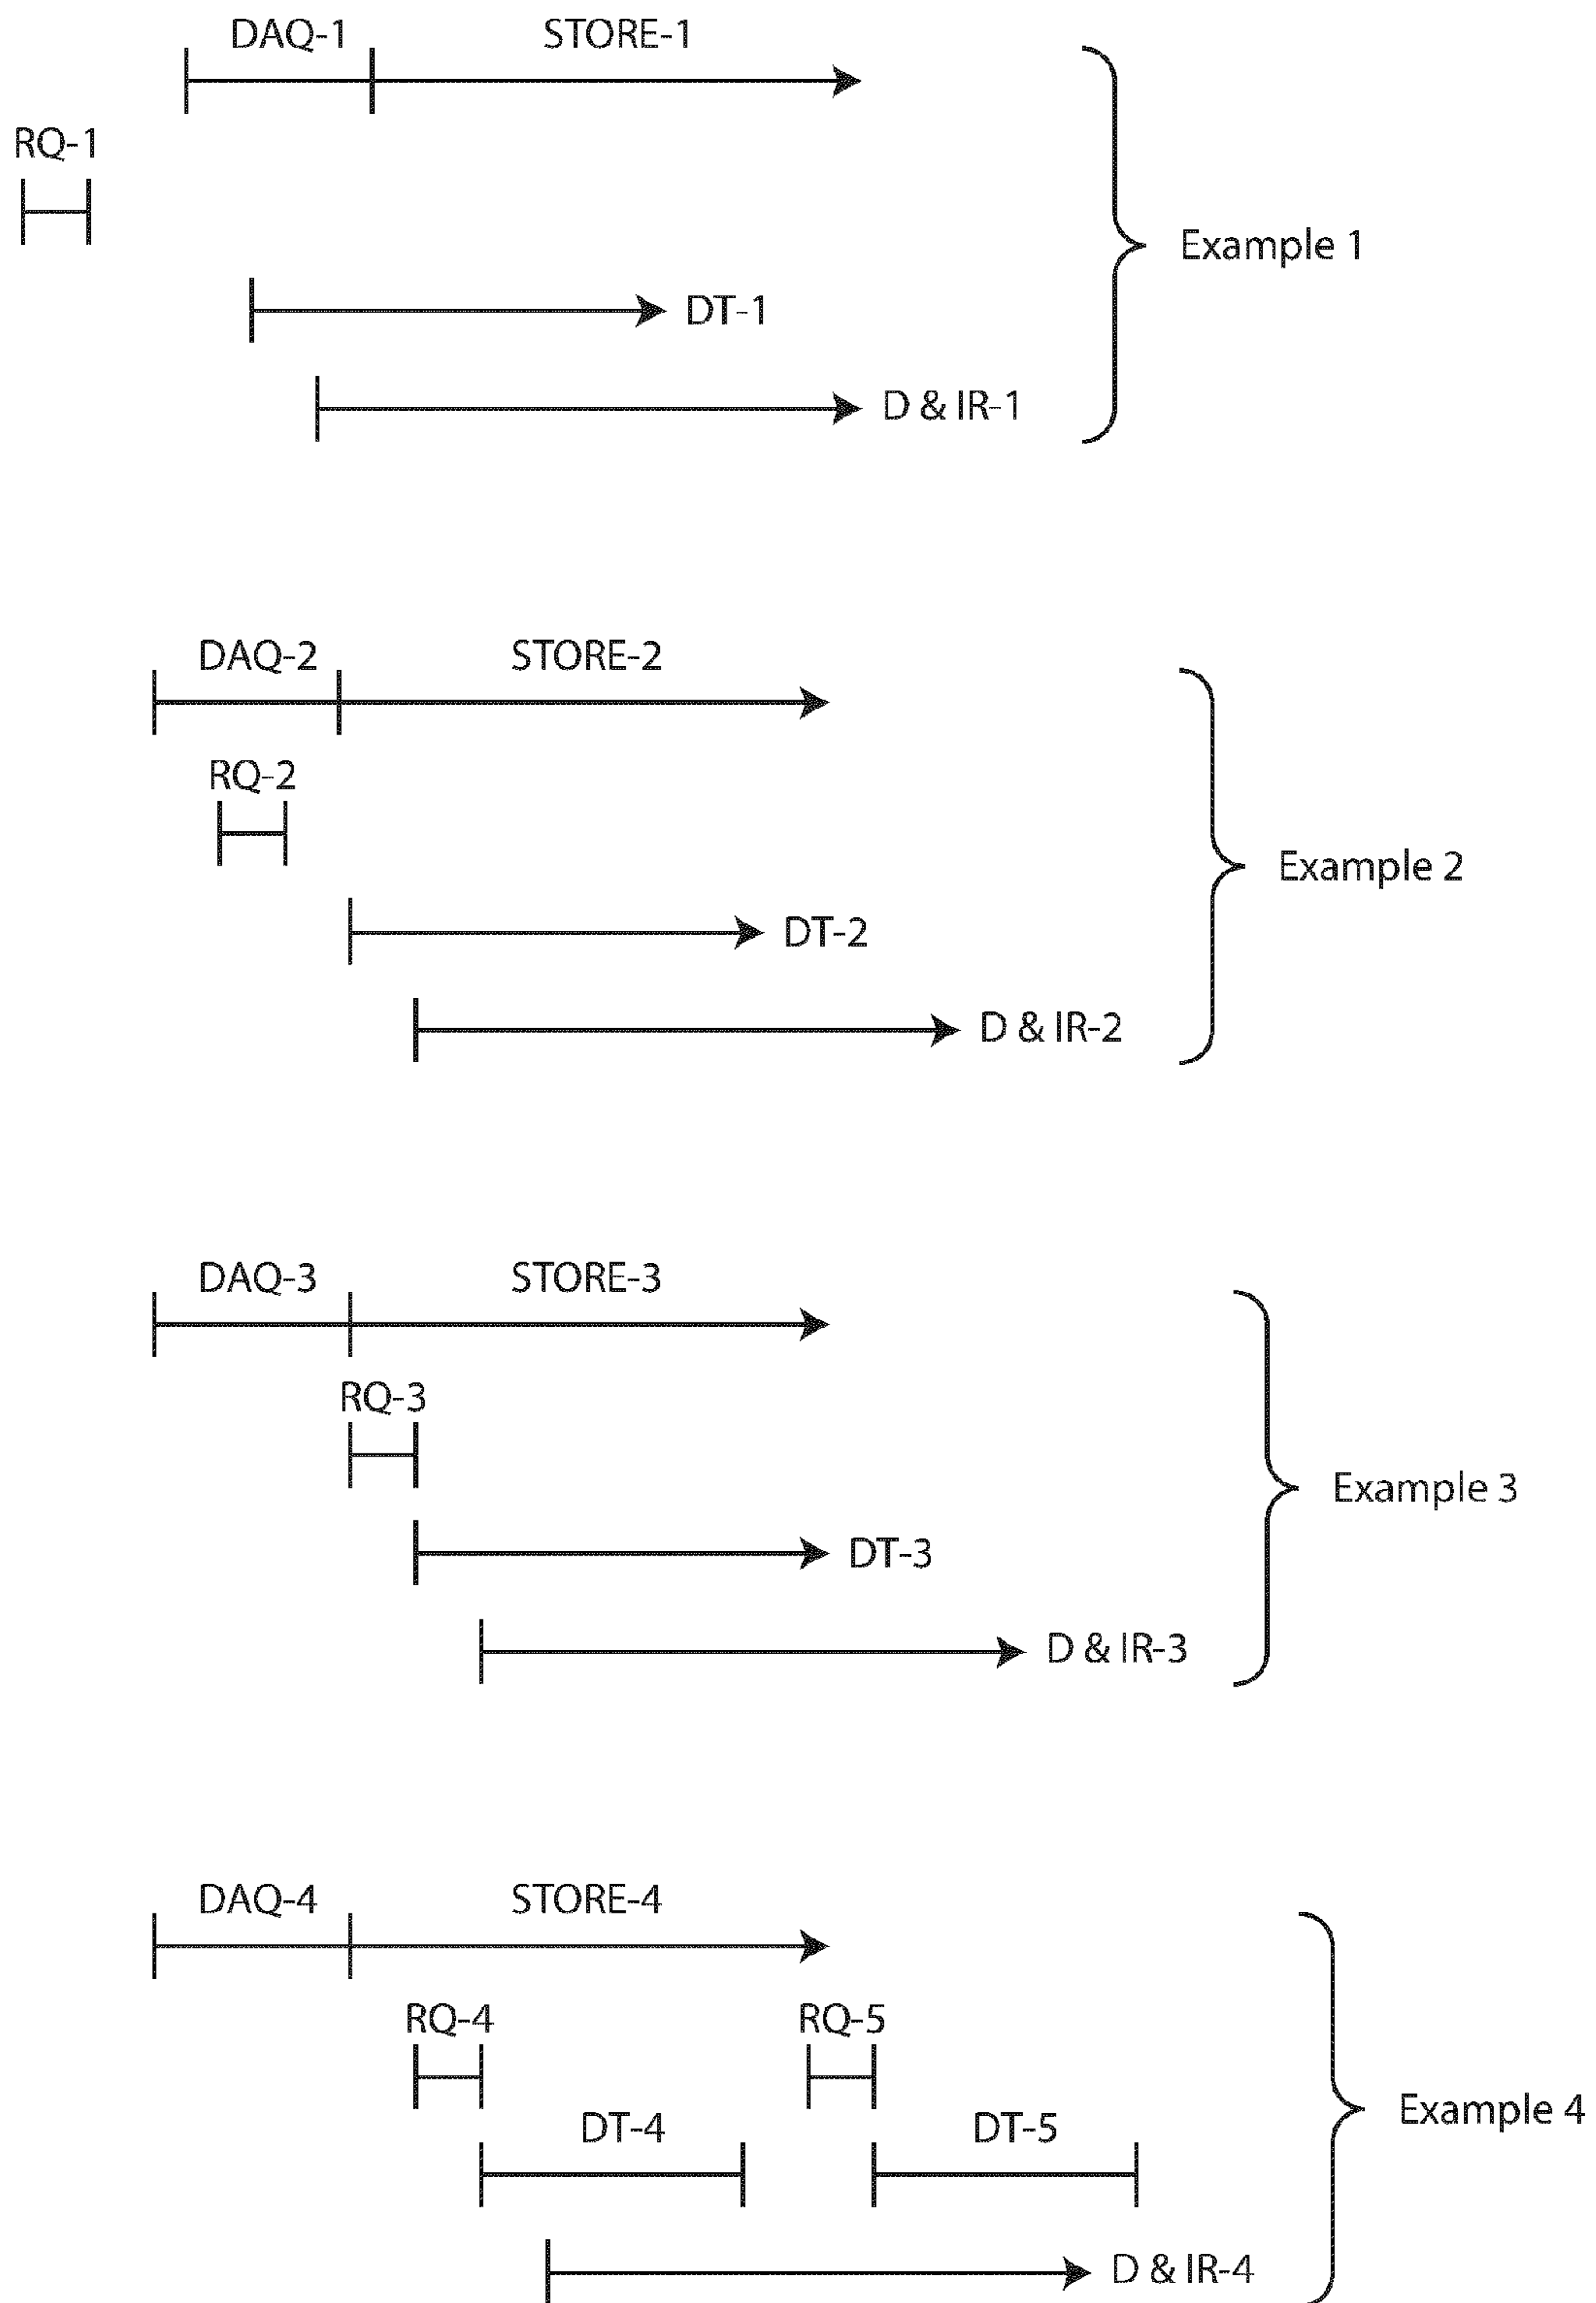 DAQ-1 STORE-1
RQ-1
Example 1
DT-1
D & IR-1
DAQ-2 STORE-2
RQ-2
Example 2
DT-2
D & IR-2
DAQ-3 STORE-3
RQ-3
Example 3
DT-3
D & IR-3
DAQ-4 STORE-4
RQ-4 RQ-5
Example 4
DT-4 DT-5
D & IR-4